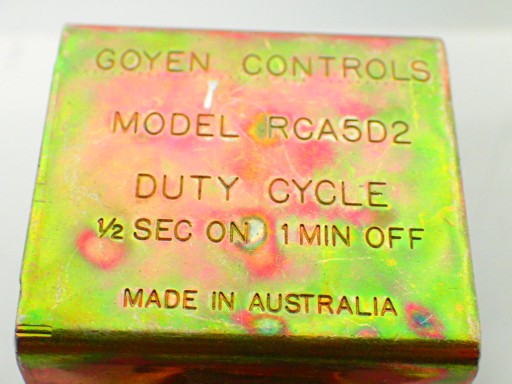 GOYEN CONTROLS
MODEL RCA5D2
DUTY CYCLE
½ SEC ON 1 MIN OFF
MADE IN AUSTRALIA